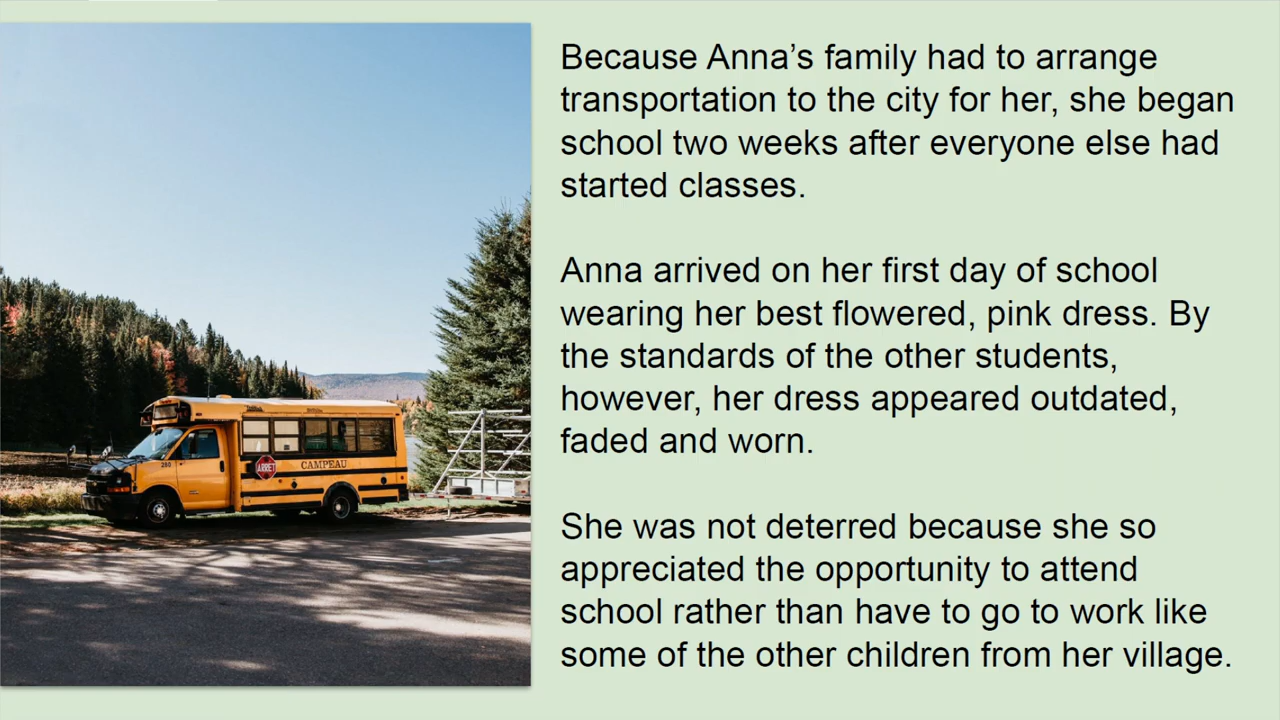 Because Anna’s family had to arrange
transportation to the city for her, she began
school two weeks after everyone else had
started classes.
Anna arrived on her first day of school
wearing her best flowered, pink dress. By
the standards of the other students,
however, her dress appeared outdated,
faded and worn.
She was not deterred because she so
appreciated the opportunity to attend
school rather than have to go to work like
some of the other children from her village.
280
ARRÊT
CAMPEAU